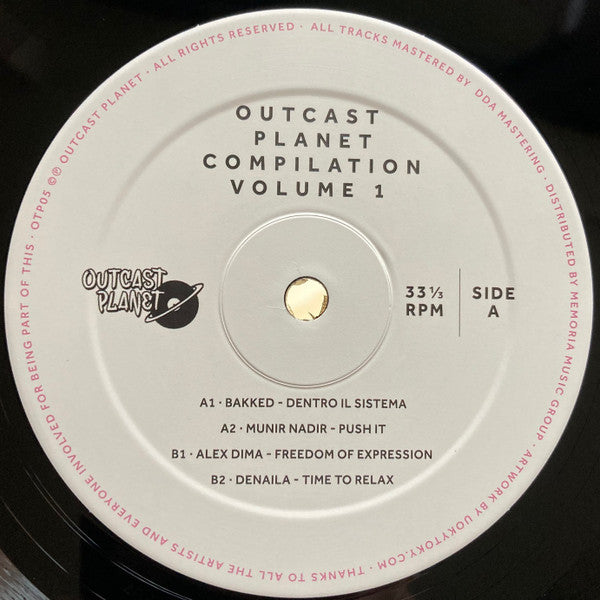 OUTCAST
PLANET
COMPILATION
VOLUME 1
OUTCAST
PLANET
33 ⅓
RPM
SIDE
A
A1 · BAKKED - DENTRO IL SISTEMA
A2 · MUNIR NADIR - PUSH IT
B1 · ALEX DIMA - FREEDOM OF EXPRESSION
B2 · DENAILA - TIME TO RELAX
OTP05 ©℗ OUTCAST PLANET · ALL RIGHTS RESERVED · ALL TRACKS MASTERED BY DDA MASTERING · DISTRIBUTED BY MEMORIA MUSIC GROUP · ARTWORK BY UOKYTOKY.COM · THANKS TO ALL THE ARTISTS AND EVERYONE INVOLVED FOR BEING PART OF THIS ·